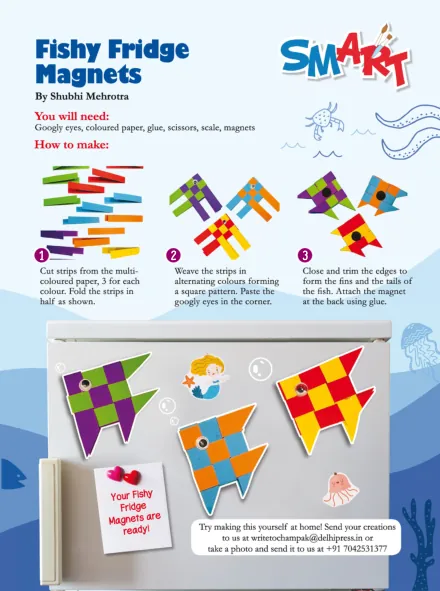 Fishy Fridge
Magnets
By Shubhi Mehrotra
SMART
You will need:
Googly eyes, coloured paper, glue, scissors, scale, magnets
How to make:
1
Cut strips from the multi-
coloured paper, 3 for each
colour. Fold the strips in
half as shown.
2
Weave the strips in
alternating colours forming
a square pattern. Paste the
googly eyes in the corner.
3
Close and trim the edges to
form the fins and the tails of
the fish. Attach the magnet
at the back using glue.
Your Fishy
Fridge
Magnets are
ready!
Try making this yourself at home! Send your creations
to us at writetochampak@delhipress.in or
take a photo and send it to us at +91 7042531377